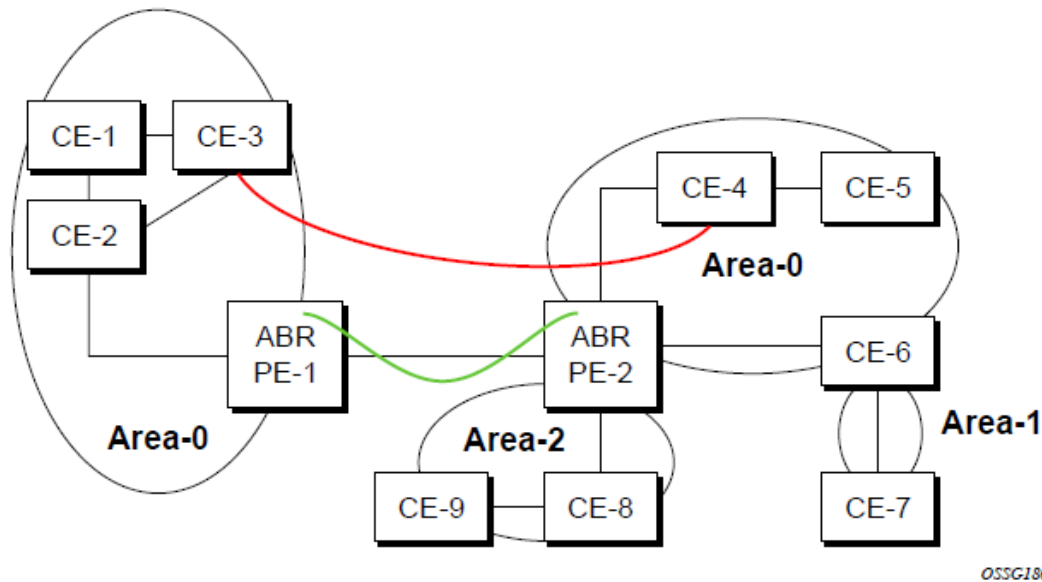 CE-1
CE-3
CE-2
CE-4
CE-5
Area-0
ABR
PE-1
ABR
PE-2
CE-6
Area-0
Area-2
Area-1
CE-9
CE-8
CE-7